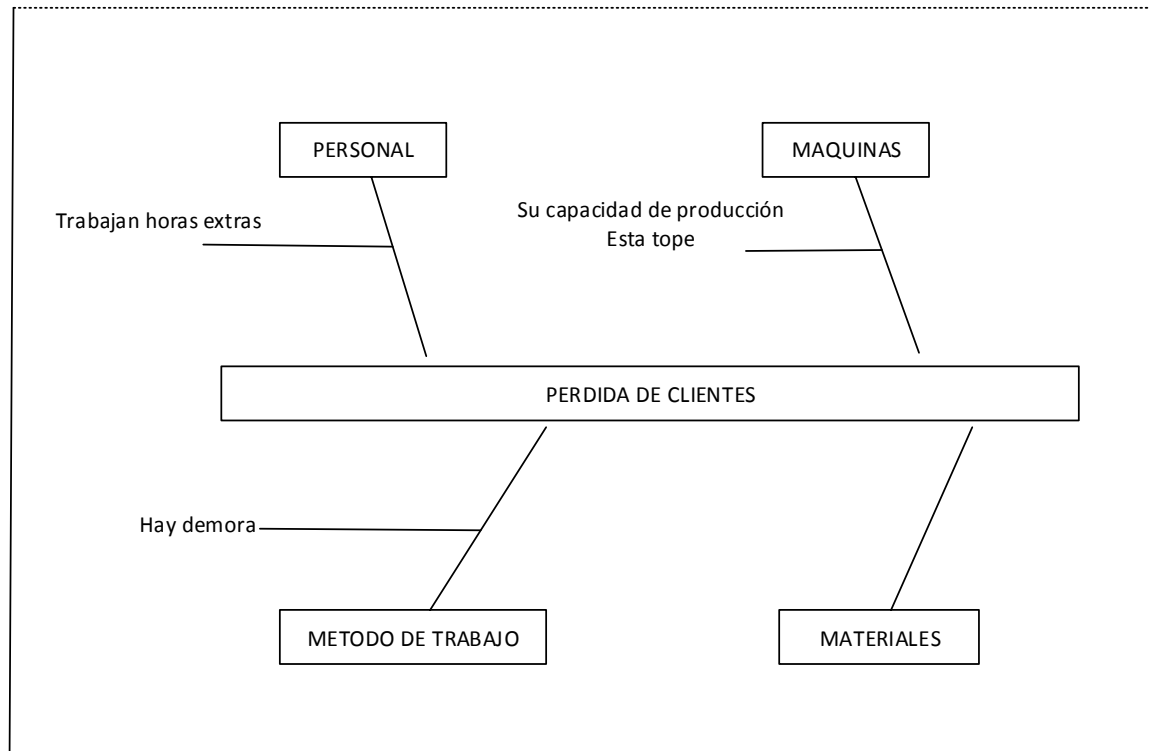 PERSONAL
MAQUINAS
Trabajan horas extras
Su capacidad de producción
Esta tope
PERDIDA DE CLIENTES
Hay demora
METODO DE TRABAJO
MATERIALES